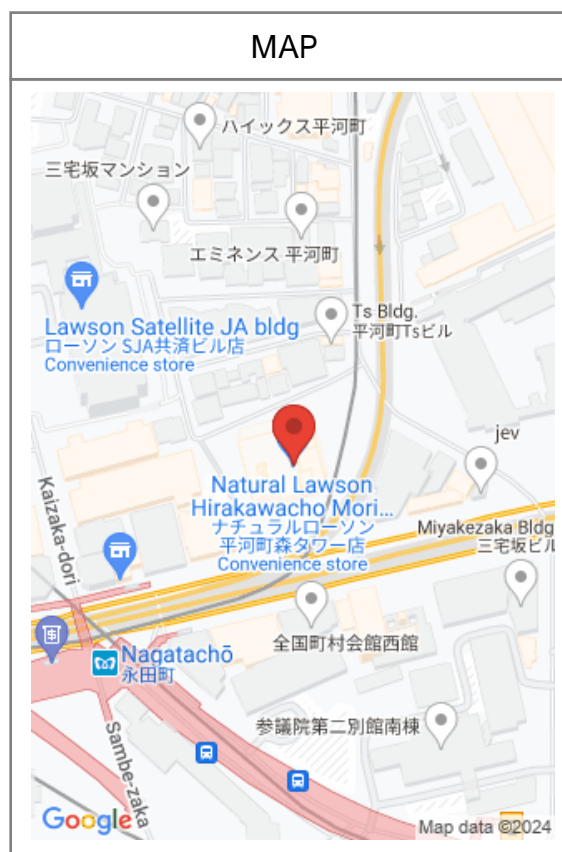 MAP
ハイックス平河町
三宅坂マンション
エミネンス 平河町
Ts Bldg.
平河町Tsビル
Lawson Satellite JA bldg
ローソン SJA共済ビル店
Convenience store
jev
Natural Lawson
Hirakawacho Mori...
ナチュラルローソン
平河町森タワー店
Convenience store
Kaizaka-dori
Miyakezaka Bldg
三宅坂ビル
全国町村会館西館
Nagatachō
永田町
参議院第二別館南棟
Sambe-zaka
Google
Map data ©2024